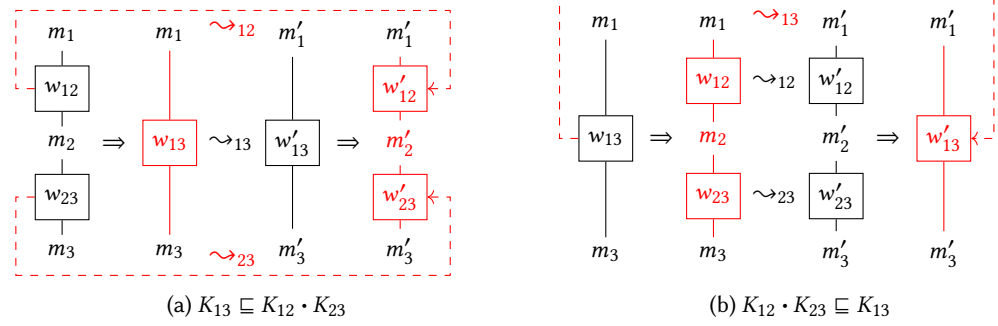 m₁ m₁ ⇝₁₂ m′₁ m′₁
w₁₂ w′₁₂
m₂ ⇒ w₁₃ ⇝₁₃ w′₁₃ ⇒ m′₂
w₂₃ w′₂₃
m₃ m₃ ⇝₂₃ m′₃ m′₃
(a) K₁₃ ⊑ K₁₂ • K₂₃
m₁ m₁ ⇝₁₃ m′₁ m′₁
w₁₂ ⇝₁₂ w′₁₂
w₁₃ ⇒ m₂ m′₂ ⇒ w′₁₃
w₂₃ ⇝₂₃ w′₂₃
m₃ m₃ m′₃ m′₃
(b) K₁₂ • K₂₃ ⊑ K₁₃